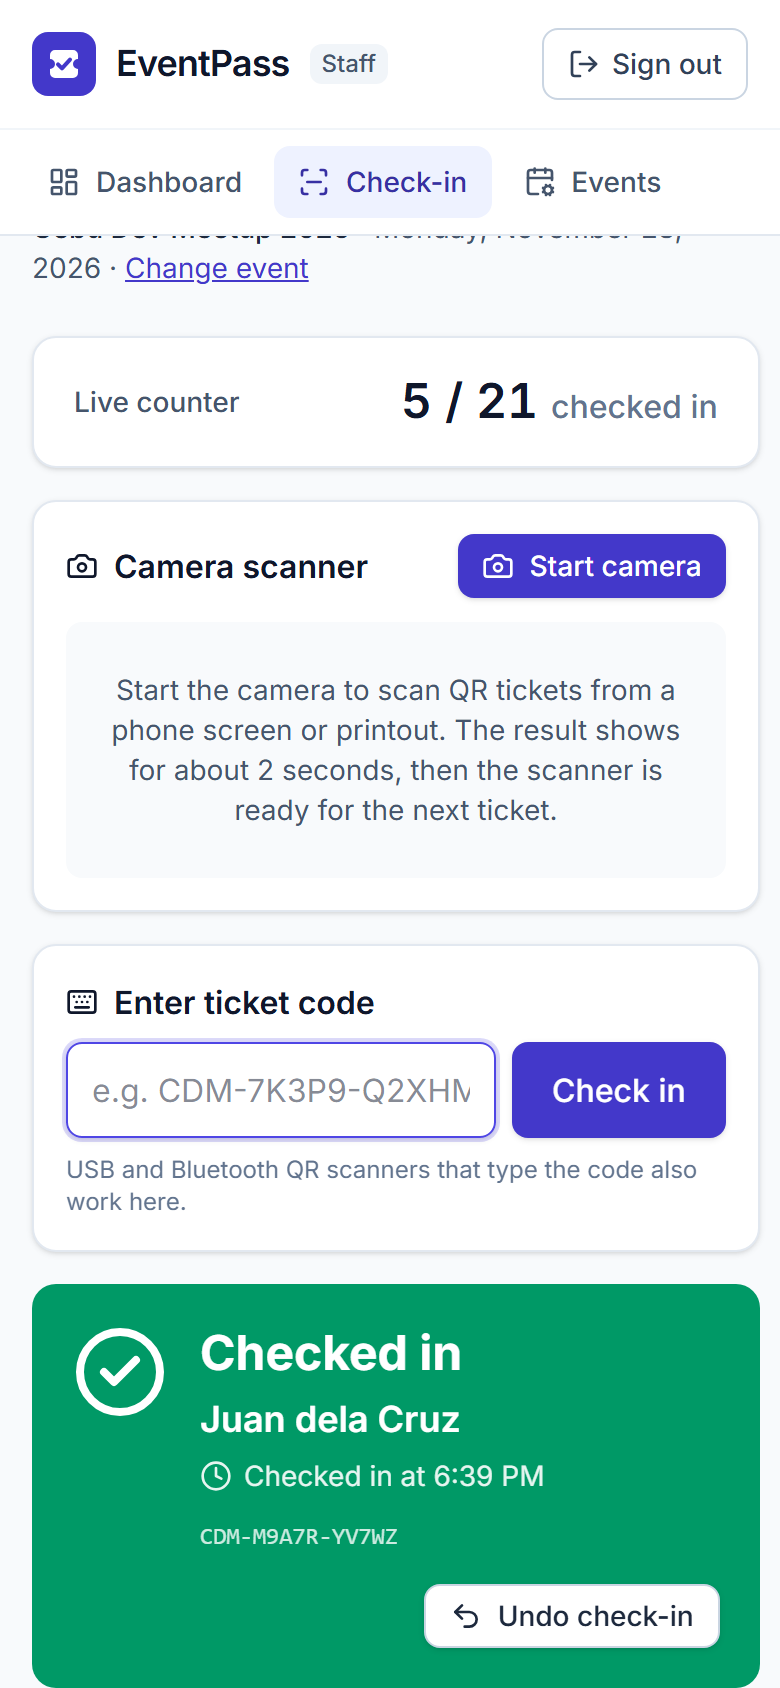 EventPass
Staff
Sign out
Dashboard
Check-in
Events
2026 · Change event
Live counter
5 / 21 checked in
Camera scanner
Start camera
Start the camera to scan QR tickets from a
phone screen or printout. The result shows
for about 2 seconds, then the scanner is
ready for the next ticket.
Enter ticket code
e.g. CDM-7K3P9-Q2XHM
Check in
USB and Bluetooth QR scanners that type the code also
work here.
Checked in
Juan dela Cruz
Checked in at 6:39 PM
CDM-M9A7R-YV7WZ
Undo check-in